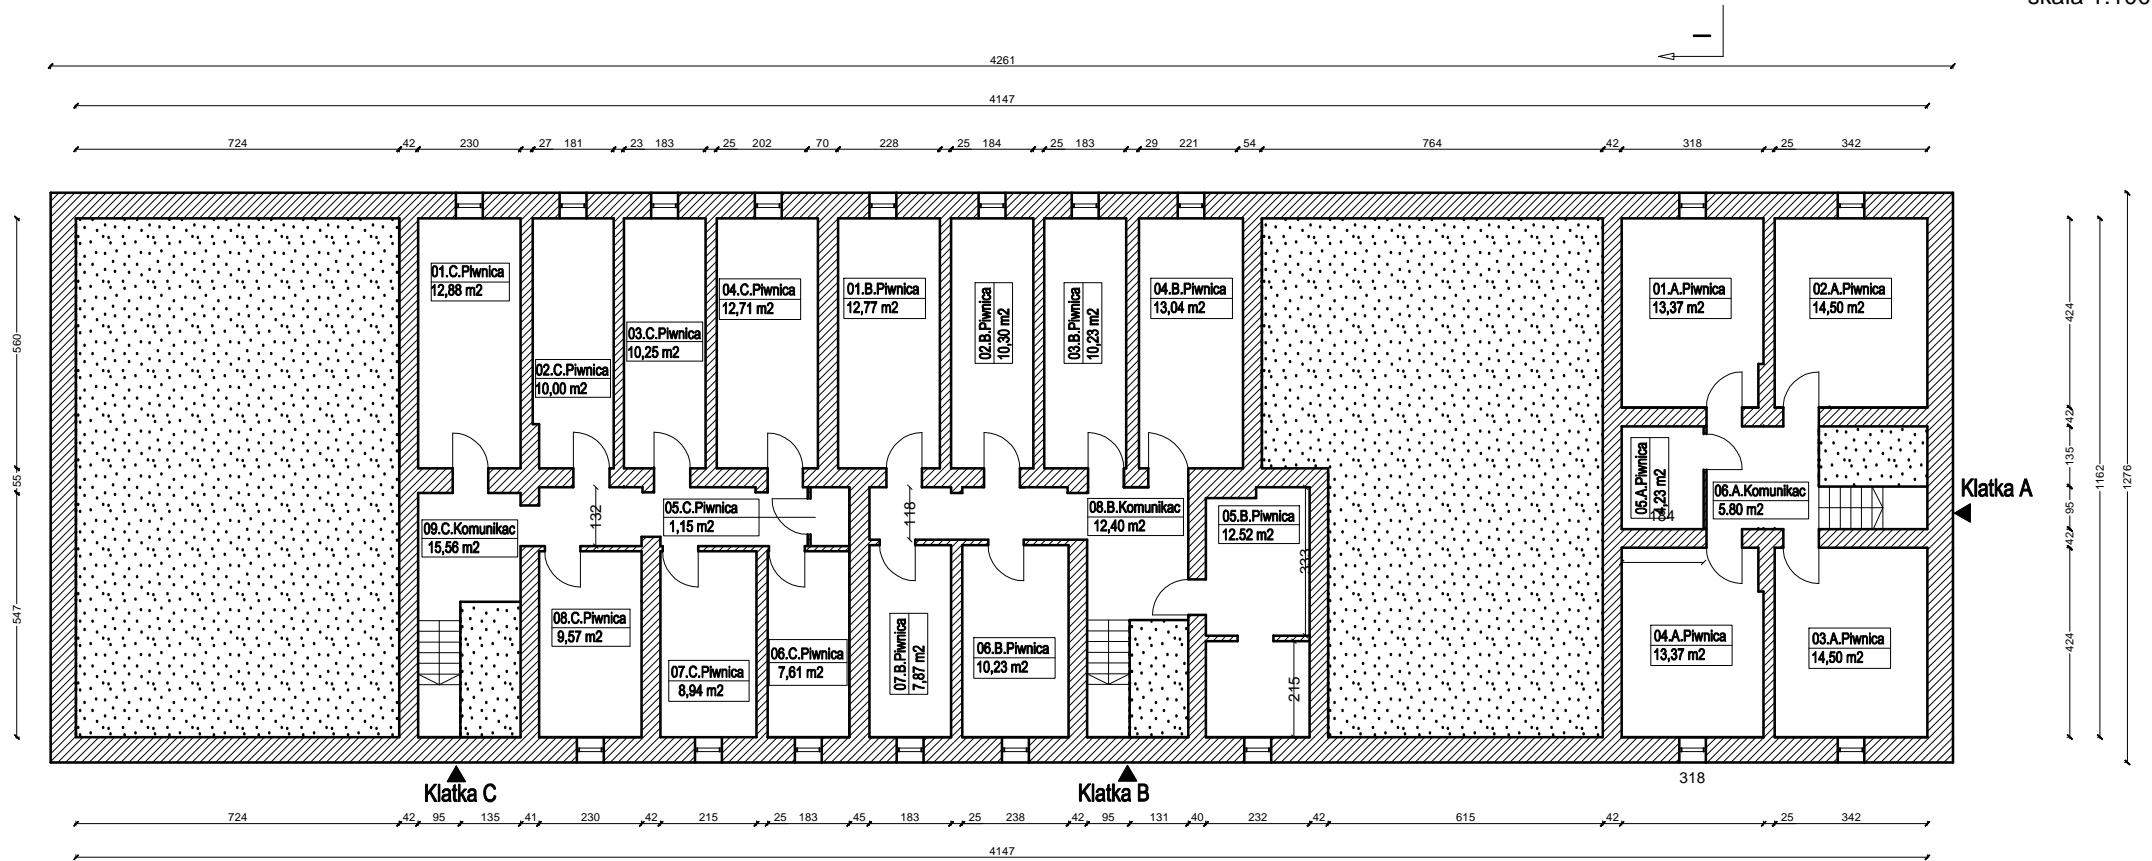 skala 1:100
I
4261
4147
724 42 230 27 181 23 183 25 202 70 228 25 184 25 183 29 221 54 764 42 318 25 342
01.C.Piwnica
12,88 m2
02.C.Piwnica
10,00 m2
03.C.Piwnica
10,25 m2
04.C.Piwnica
12,71 m2
01.B.Piwnica
12,77 m2
02.B.Piwnica
10,30 m2
03.B.Piwnica
10,23 m2
04.B.Piwnica
13,04 m2
01.A.Piwnica
13,37 m2
02.A.Piwnica
14,50 m2
560
55
547
424
42
135
95
42
424
1162
1276
09.C.Komunikac
15,56 m2
132
05.C.Piwnica
1,15 m2
118
08.B.Komunikac
12,40 m2
05.B.Piwnica
12.52 m2
333
215
05.A.Piwnica
4,23 m2
184
06.A.Komunikac
5.80 m2
Klatka A
08.C.Piwnica
9,57 m2
07.C.Piwnica
8,94 m2
06.C.Piwnica
7,61 m2
07.B.Piwnica
7,87 m2
06.B.Piwnica
10,23 m2
04.A.Piwnica
13,37 m2
03.A.Piwnica
14,50 m2
Klatka C
Klatka B
318
724 42 95 135 41 230 42 215 25 183 45 183 25 238 42 95 131 40 232 42 615 42 25 342
4147